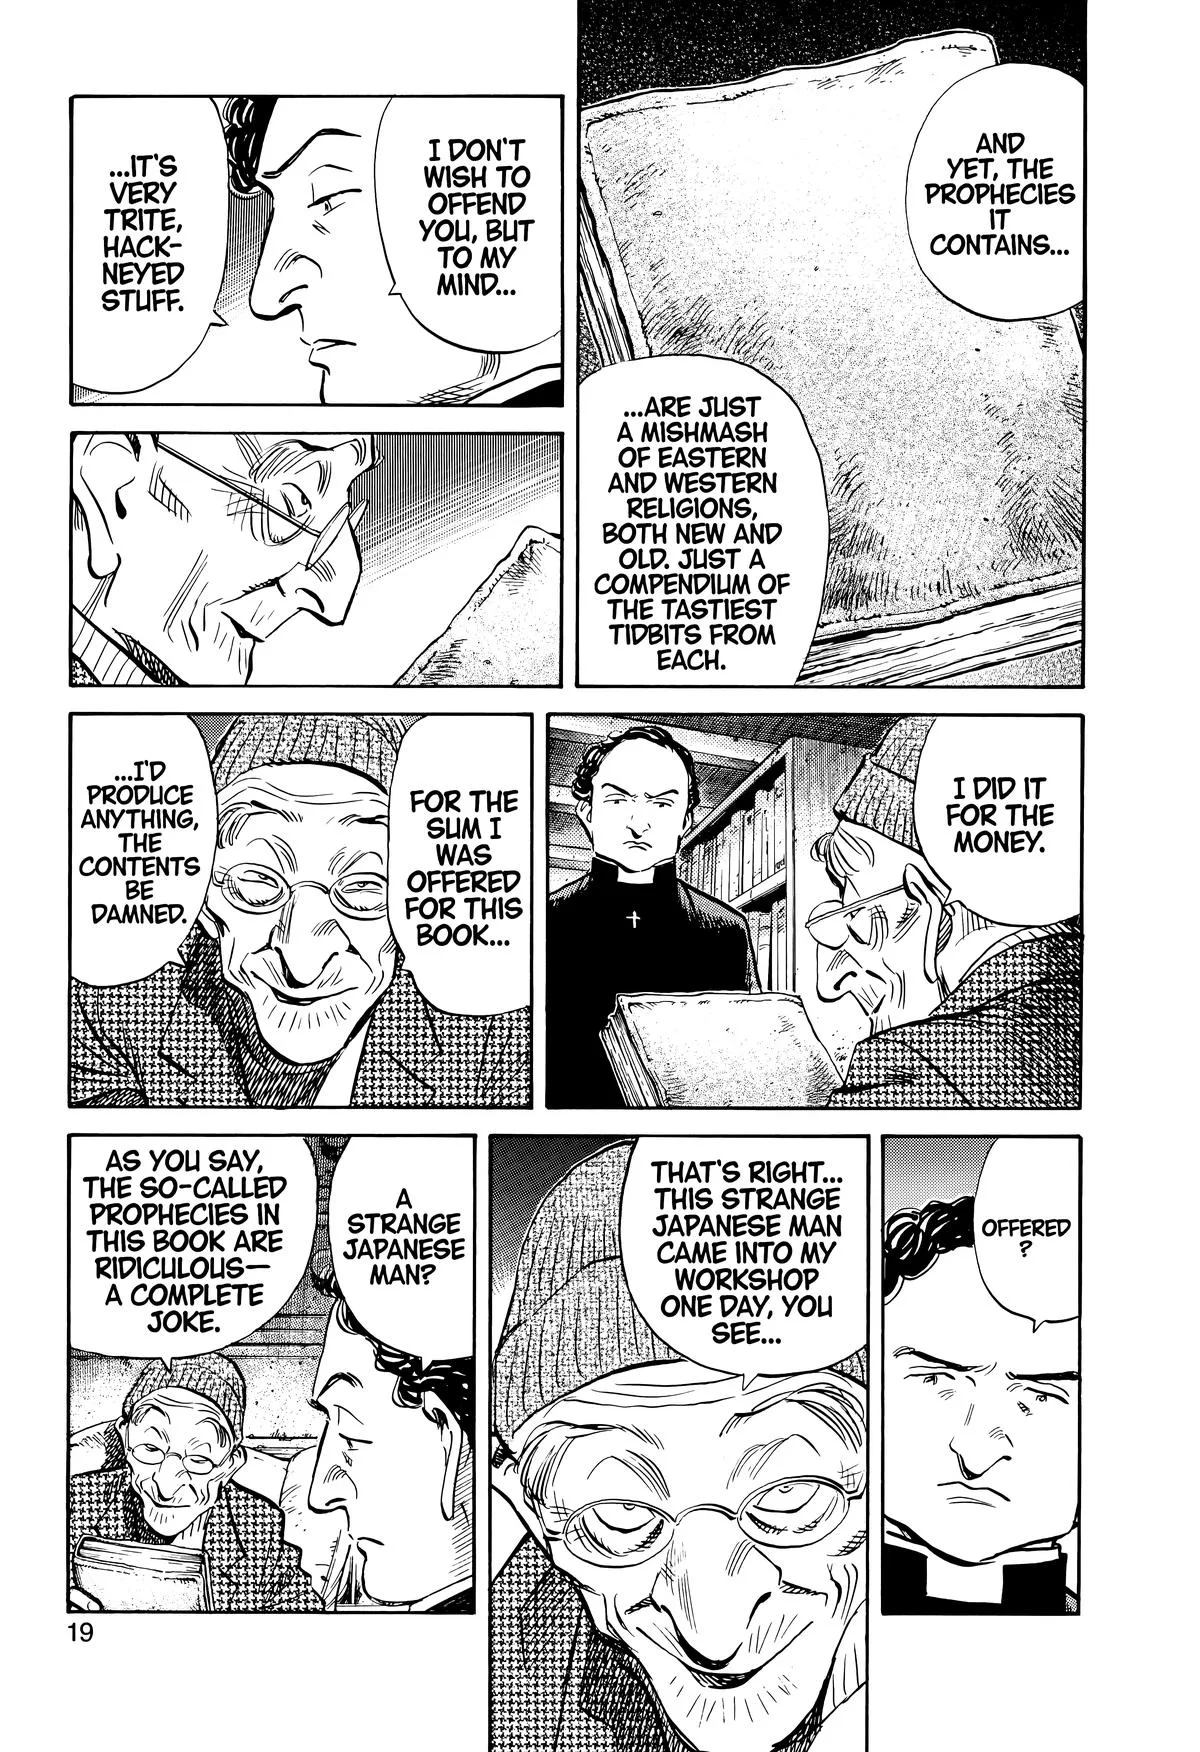 AND
YET, THE
PROPHECIES
IT
CONTAINS...
...ARE JUST
A MISHMASH
OF EASTERN
AND WESTERN
RELIGIONS,
BOTH NEW AND
OLD. JUST A
COMPENDIUM OF
THE TASTIEST
TIDBITS FROM
EACH.
I DON'T
WISH TO
OFFEND
YOU, BUT
TO MY
MIND...
...IT'S
VERY
TRITE,
HACK-
NEYED
STUFF.
I DID IT
FOR THE
MONEY.
FOR THE
SUM I
WAS
OFFERED
FOR THIS
BOOK...
...I'D
PRODUCE
ANYTHING,
THE
CONTENTS
BE
DAMNED.
OFFERED
?
THAT'S RIGHT...
THIS STRANGE
JAPANESE MAN
CAME INTO MY
WORKSHOP
ONE DAY, YOU
SEE...
A
STRANGE
JAPANESE
MAN?
AS YOU SAY,
THE SO-CALLED
PROPHECIES IN
THIS BOOK ARE
RIDICULOUS—
A COMPLETE
JOKE.
19